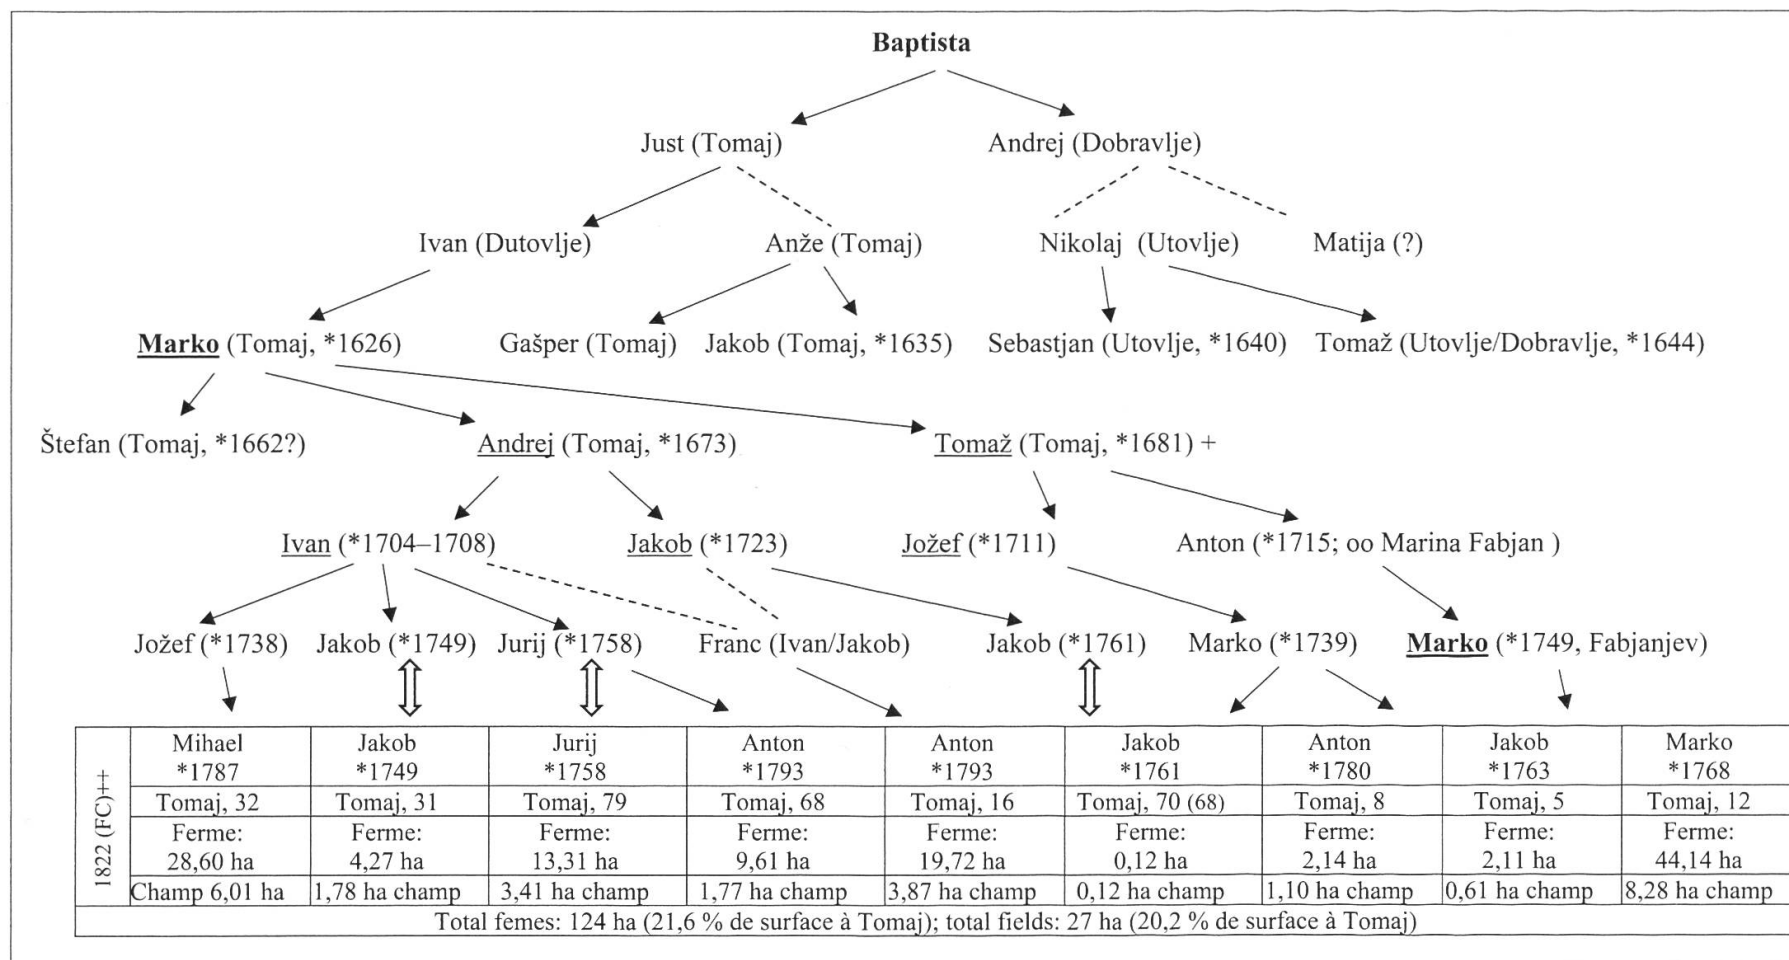 Baptista
Just (Tomaj) Andrej (Dobravlje)
Ivan (Dutovlje) Anže (Tomaj) Nikolaj (Utovlje) Matija (?)
Marko (Tomaj, *1626) Gašper (Tomaj) Jakob (Tomaj, *1635) Sebastjan (Utovlje, *1640) Tomaž (Utovlje/Dobravlje, *1644)
Štefan (Tomaj, *1662?) Andrej (Tomaj, *1673) Tomaž (Tomaj, *1681) +
Ivan (*1704–1708) Jakob (*1723) Jožef (*1711) Anton (*1715; oo Marina Fabjan )
Jožef (*1738) Jakob (*1749) Jurij (*1758) Franc (Ivan/Jakob) Jakob (*1761) Marko (*1739) Marko (*1749, Fabjanjev)
1822 (FC)++
Mihael Jakob Jurij Anton Anton Jakob Anton Jakob Marko
*1787 *1749 *1758 *1793 *1793 *1761 *1780 *1763 *1768
Tomaj, 32 Tomaj, 31 Tomaj, 79 Tomaj, 68 Tomaj, 16 Tomaj, 70 (68) Tomaj, 8 Tomaj, 5 Tomaj, 12
Ferme: Ferme: Ferme: Ferme: Ferme: Ferme: Ferme: Ferme: Ferme:
28,60 ha 4,27 ha 13,31 ha 9,61 ha 19,72 ha 0,12 ha 2,14 ha 2,11 ha 44,14 ha
Champ 6,01 ha 1,78 ha champ 3,41 ha champ 1,77 ha champ 3,87 ha champ 0,12 ha champ 1,10 ha champ 0,61 ha champ 8,28 ha champ
Total femes: 124 ha (21,6 % de surface à Tomaj); total fields: 27 ha (20,2 % de surface à Tomaj)